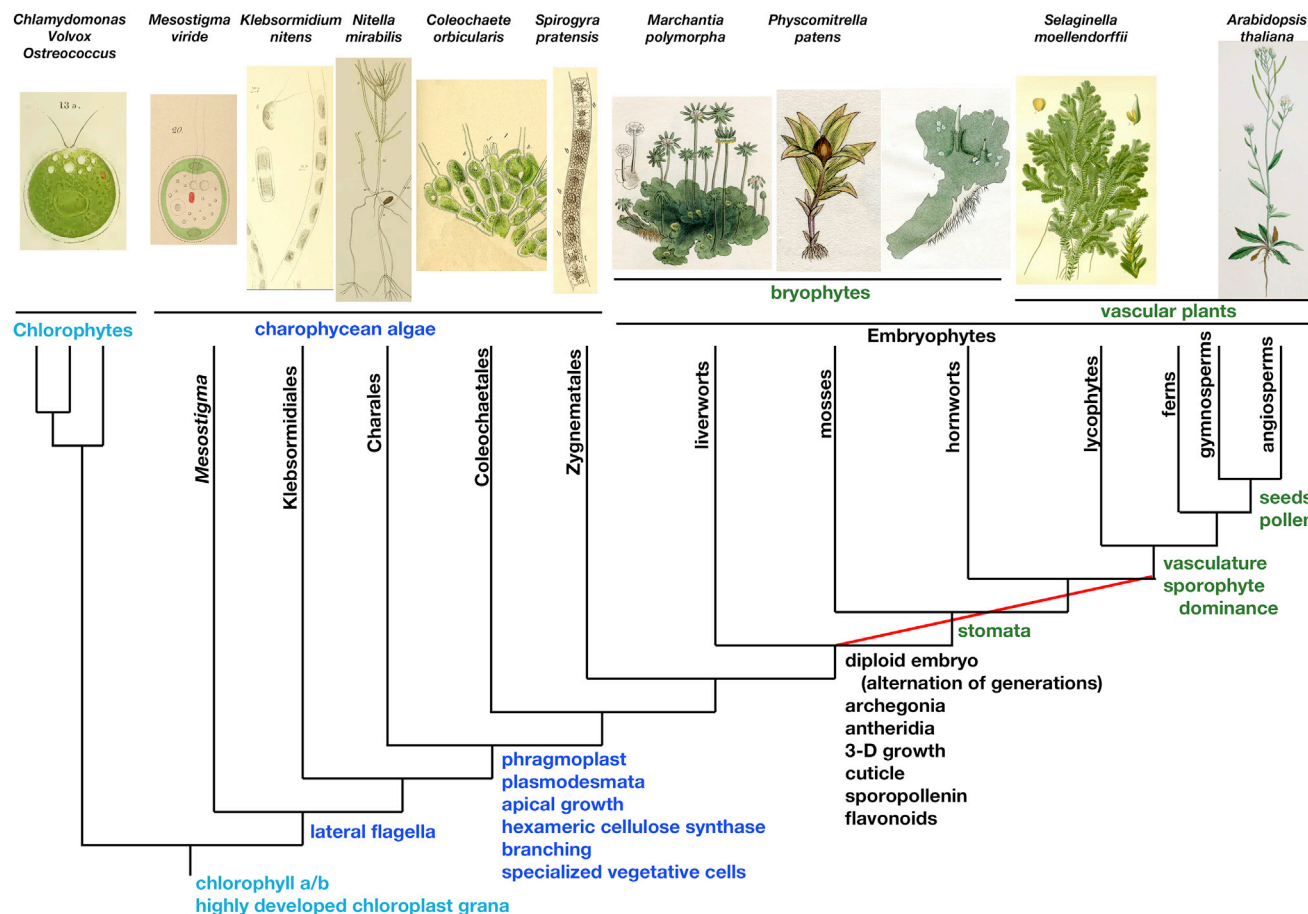 Chlamydomonas
Volvox
Ostreococcus
Mesostigma
viride
Klebsormidium
nitens
Nitella
mirabilis
Coleochaete
orbicularis
Spirogyra
pratensis
Marchantia
polymorpha
Physcomitrella
patens
Selaginella
moellendorffii
Arabidopsis
thaliana
13 a.
20
bryophytes
vascular plants
Chlorophytes
charophycean algae
Embryophytes
Mesostigma
Klebsormidiales
Charales
Coleochaetales
Zygnematales
liverworts
mosses
hornworts
lycophytes
ferns
gymnosperms
angiosperms
seeds
pollen
vasculature
sporophyte
dominance
stomata
diploid embryo
(alternation of generations)
archegonia
antheridia
3-D growth
cuticle
sporopollenin
flavonoids
phragmoplast
plasmodesmata
apical growth
hexameric cellulose synthase
branching
specialized vegetative cells
lateral flagella
chlorophyll a/b
highly developed chloroplast grana